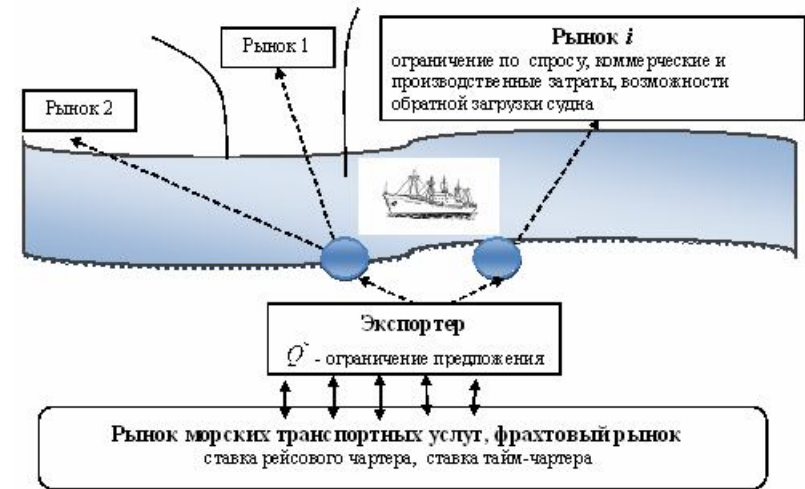 Рынок 1
Рынок i
ограничение по спросу, коммерческие и
производственные затраты, возможности
обратной загрузки судна
Рынок 2
Экспортер
Q` - ограничение предложения
Рынок морских транспортных услуг, фрахтовый рынок
ставка рейсового чартера, ставка тайм-чартера